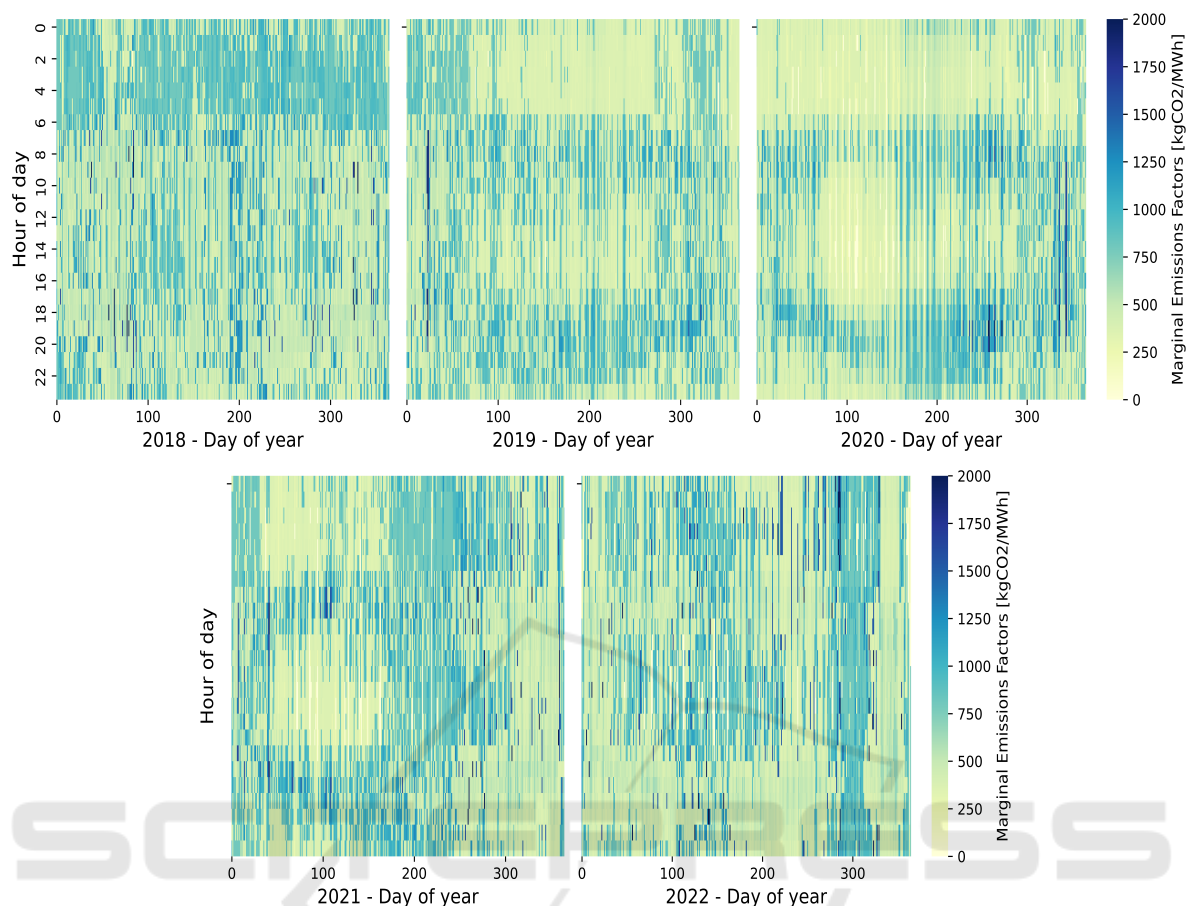 0
2
4
6
8
10
12
14
16
18
20
22
Hour of day
0 100 200 300
2018 - Day of year
0 100 200 300
2019 - Day of year
0 100 200 300
2020 - Day of year
2000
1750
1500
1250
1000
750
500
250
0
Marginal Emissions Factors [kgCO2/MWh]
Hour of day
0 100 200 300
2021 - Day of year
0 100 200 300
2022 - Day of year
2000
1750
1500
1250
1000
750
500
250
0
Marginal Emissions Factors [kgCO2/MWh]